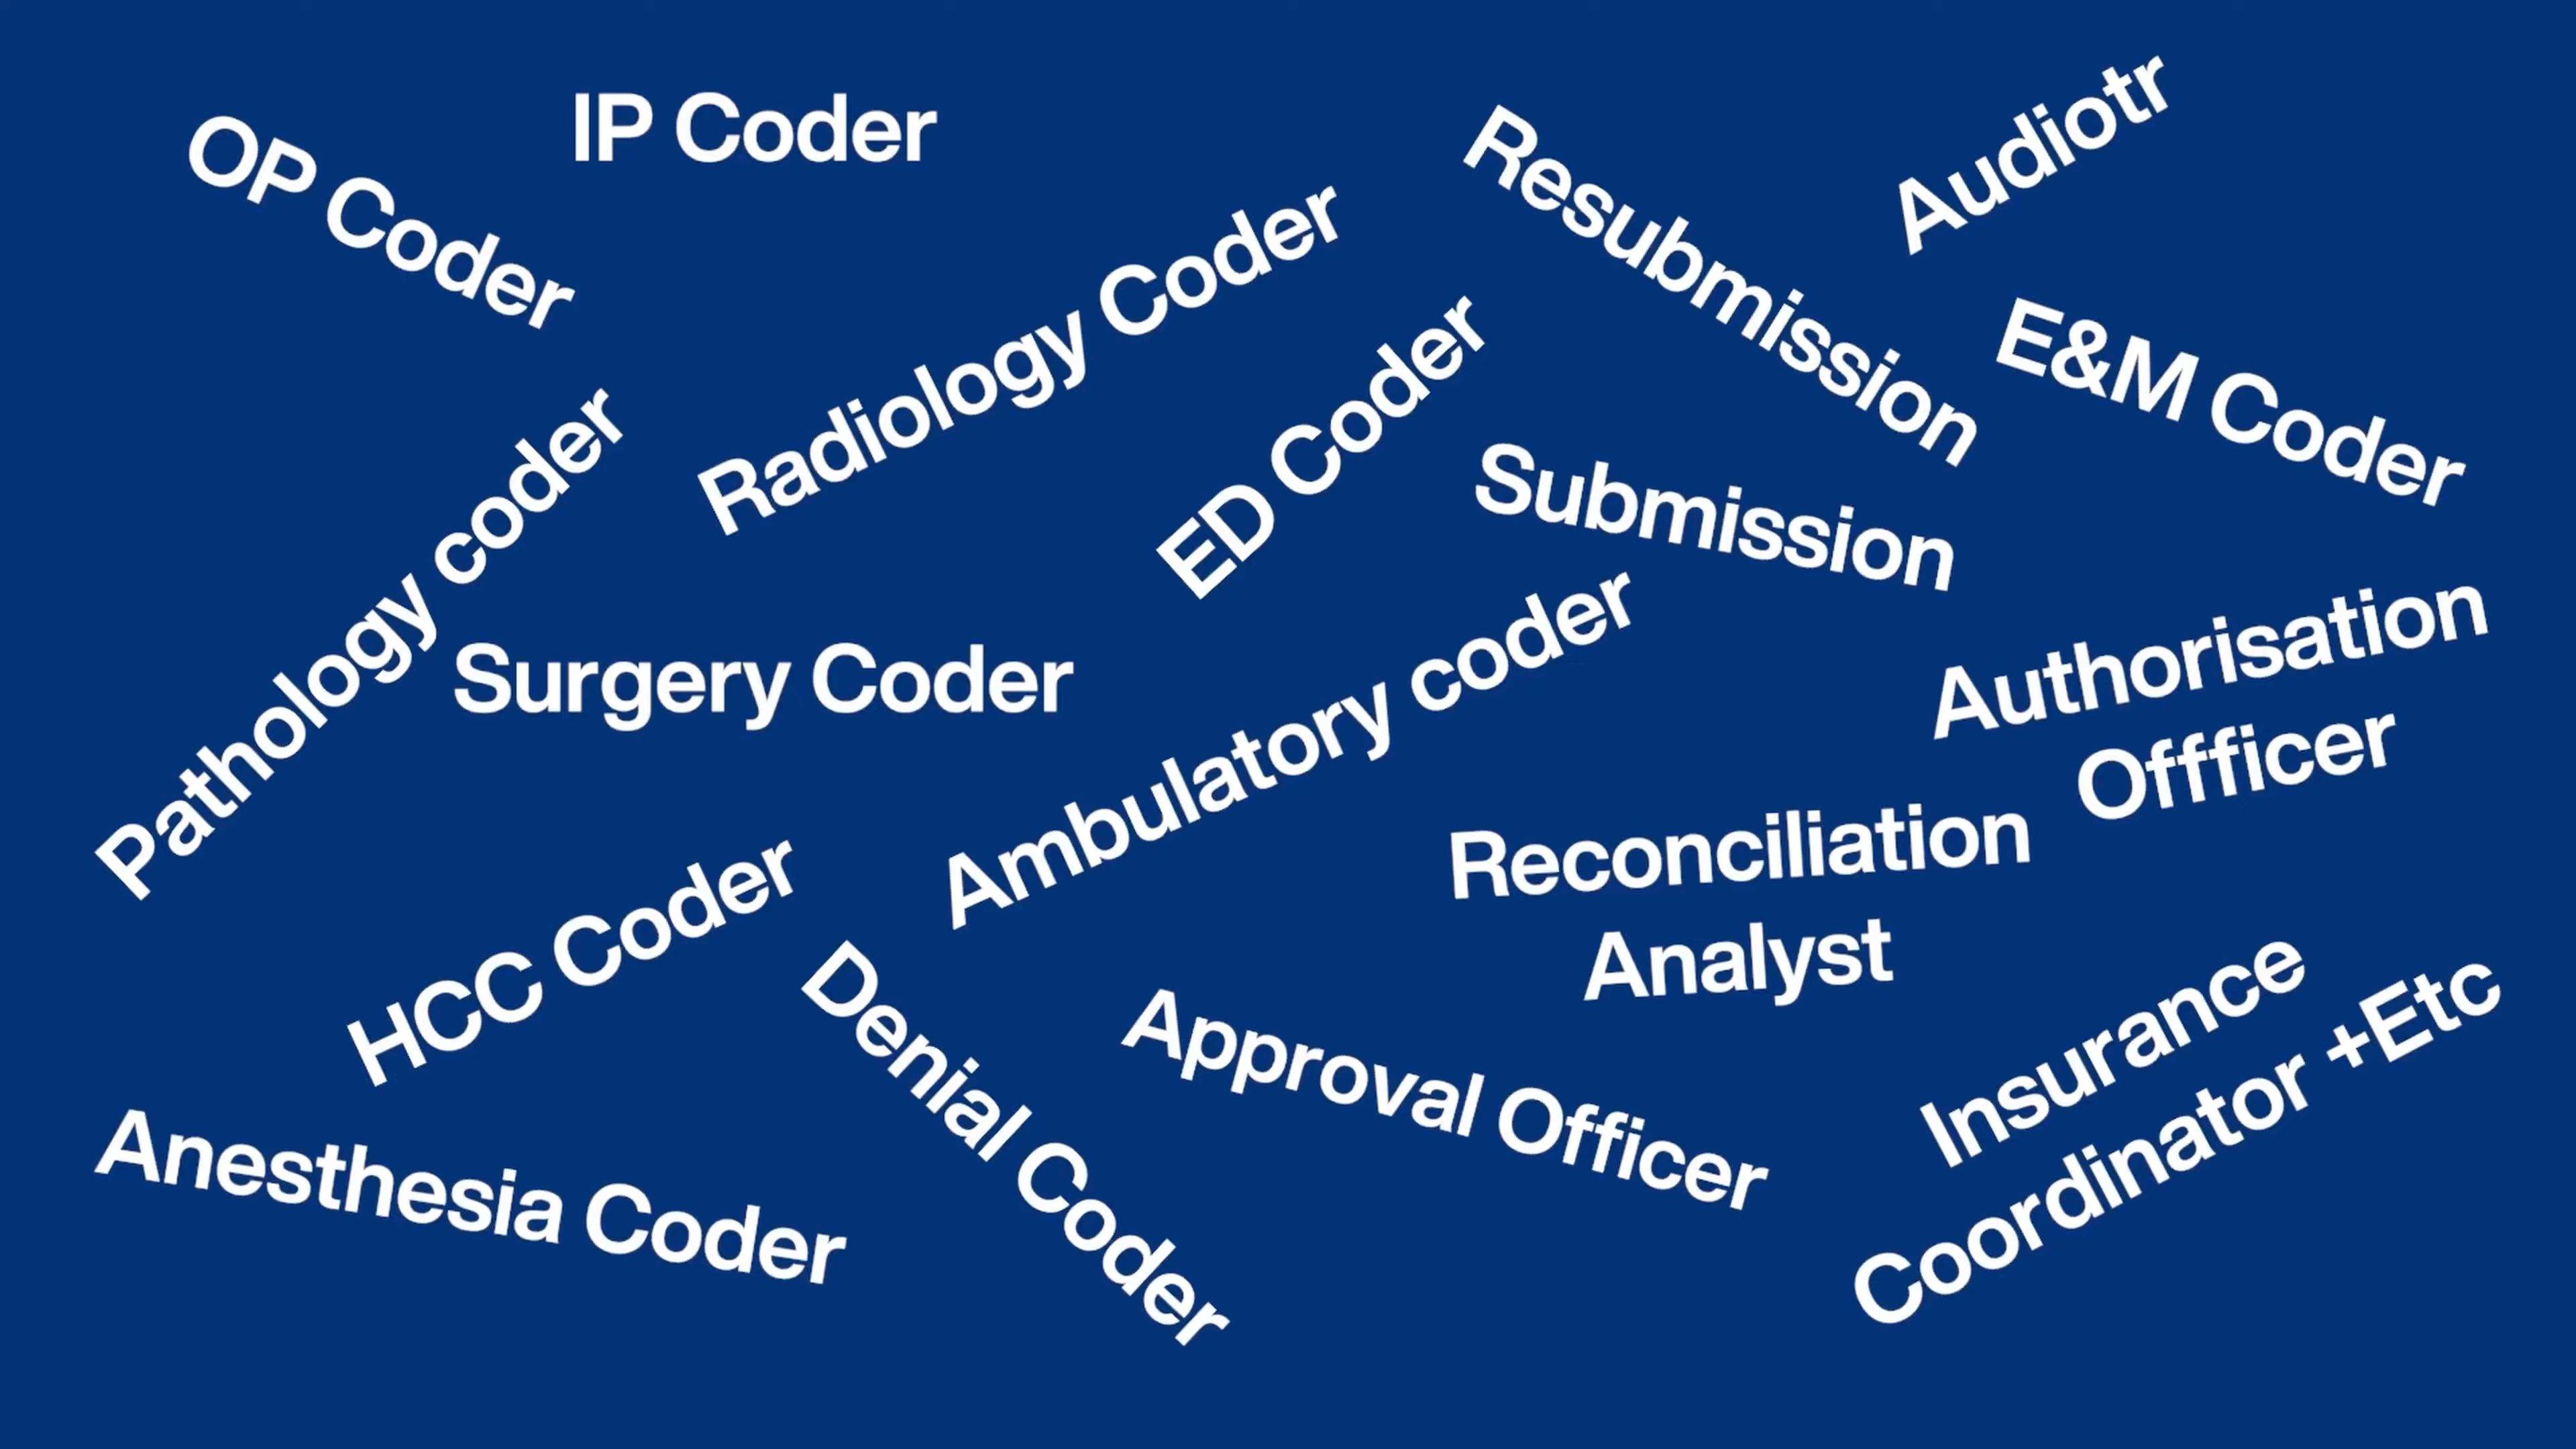 OP Coder
IP Coder
Radiology Coder
Resubmission
Audiotr
E&M Coder
ED Coder
Submission
Pathology coder
Surgery Coder
Ambulatory coder
Authorisation
Offficer
Reconciliation
Analyst
HCC Coder
Denial Coder
Approval Officer
Insurance
Coordinator +Etc
Anesthesia Coder